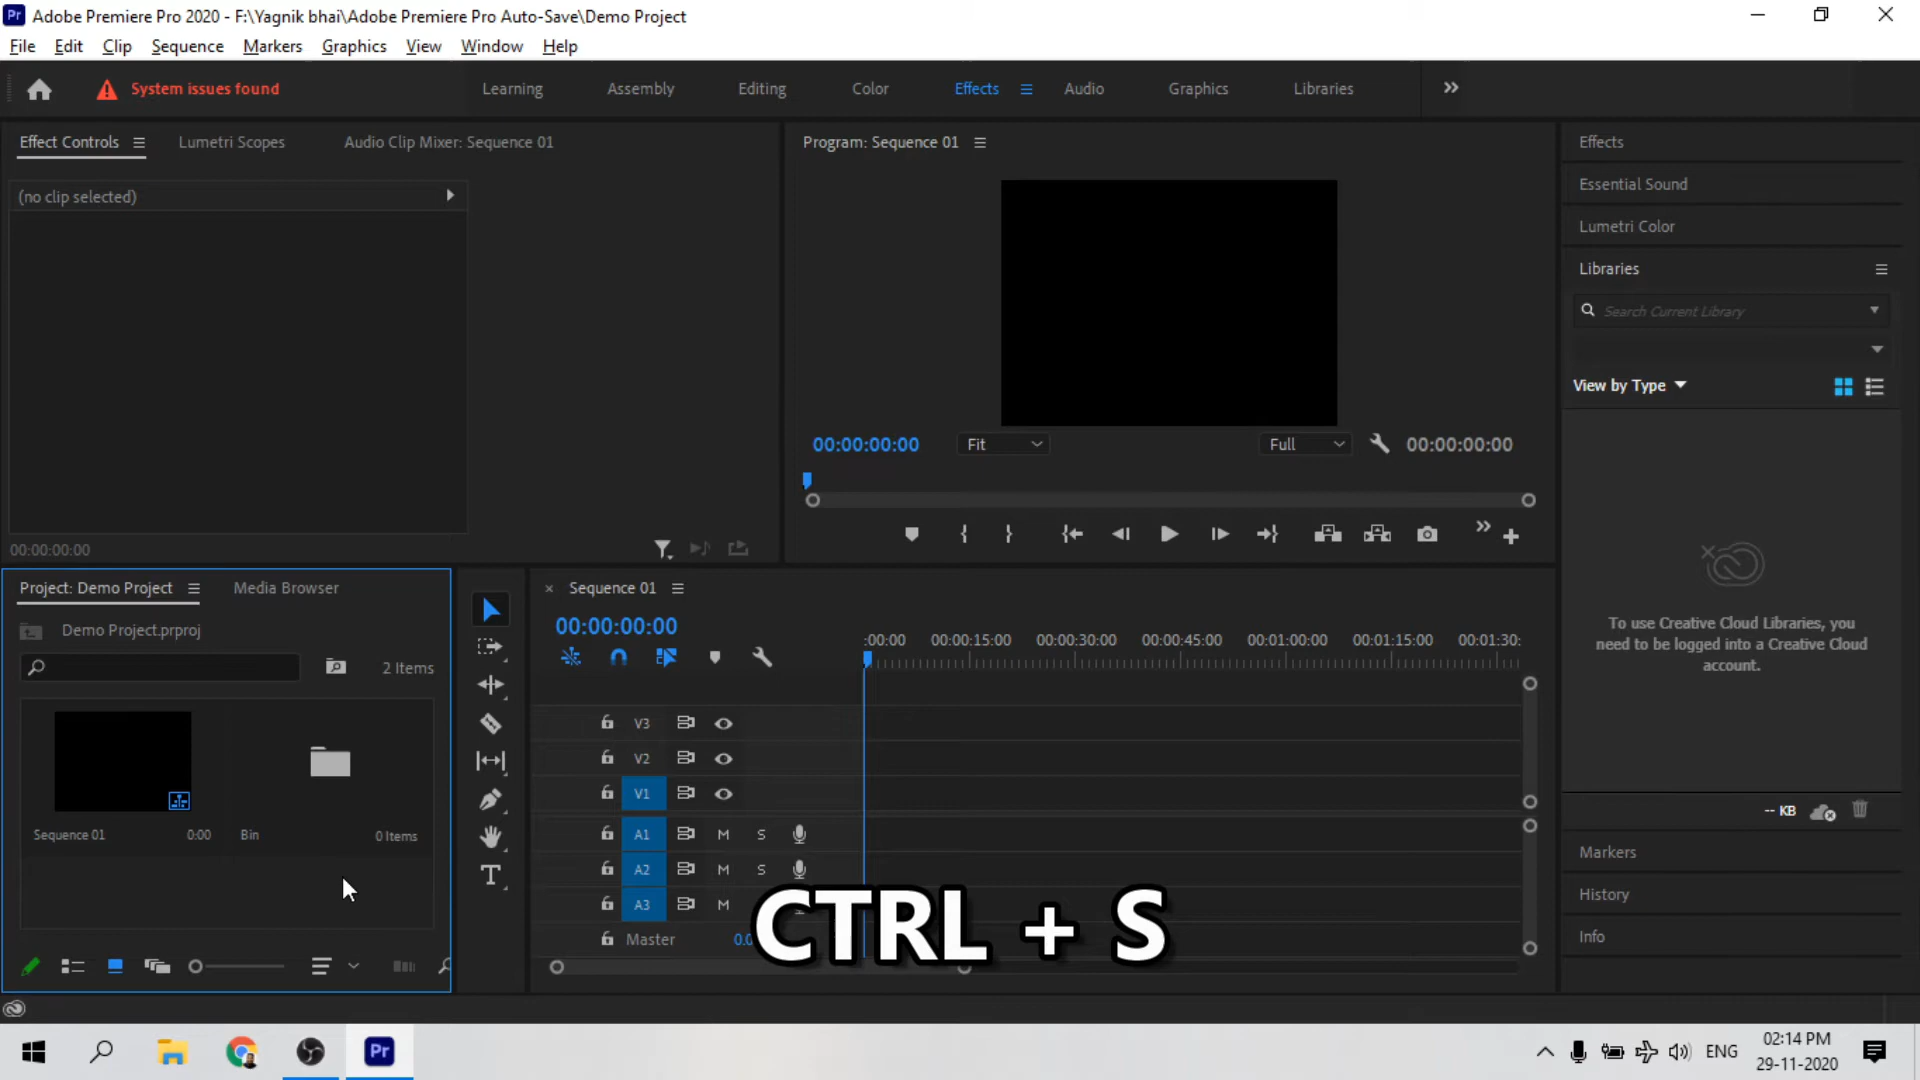 Pr Adobe Premiere Pro 2020 - F:\Yagnik bhai\Adobe Premiere Pro Auto-Save\Demo Project
File Edit Clip Sequence Markers Graphics View Window Help
System issues found Learning Assembly Editing Color Effects Audio Graphics Libraries
Effect Controls Lumetri Scopes Audio Clip Mixer: Sequence 01
(no clip selected)
00:00:00:00
Program: Sequence 01
00:00:00:00 Fit Full 00:00:00:00
Effects
Essential Sound
Lumetri Color
Libraries
Search Current Library
View by Type
To use Creative Cloud Libraries, you
need to be logged into a Creative Cloud
account.
-- KB
Markers
History
Info
Project: Demo Project Media Browser
Demo Project.prproj
2 Items
Sequence 01 0:00 Bin 0 Items
Sequence 01
00:00:00:00
:00:00 00:00:15:00 00:00:30:00 00:00:45:00 00:01:00:00 00:01:15:00 00:01:30:
V3
V2
V1
A1 M S
A2 M S
A3 M
Master 0.0
CTRL + S
Pr
ENG
02:14 PM
29-11-2020